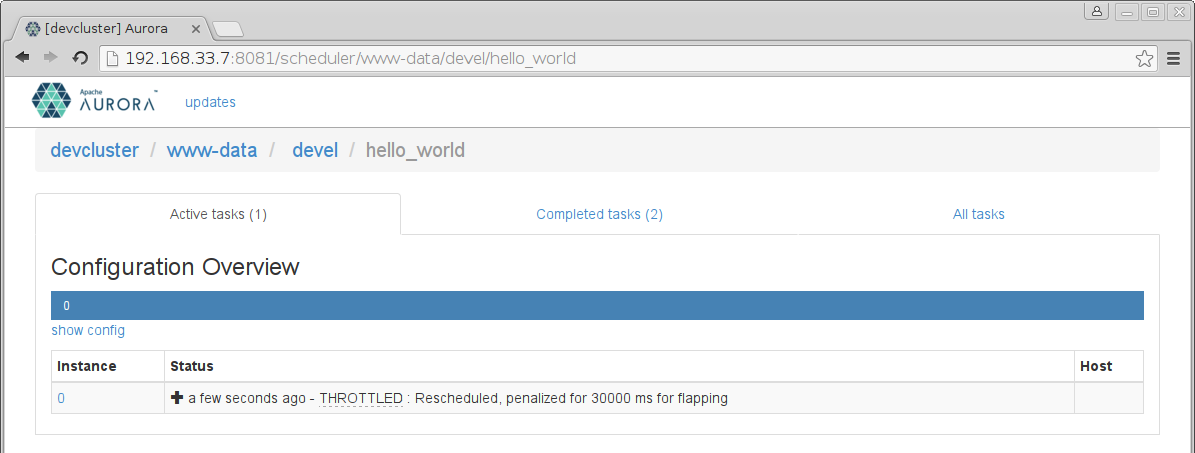 [devcluster] Aurora
192.168.33.7:8081/scheduler/www-data/devel/hello_world
Apache
AURORA™ updates
devcluster / www-data / devel / hello_world
Active tasks (1) Completed tasks (2) All tasks
Configuration Overview
0
show config
Instance Status Host
0 a few seconds ago - THROTTLED : Rescheduled, penalized for 30000 ms for flapping